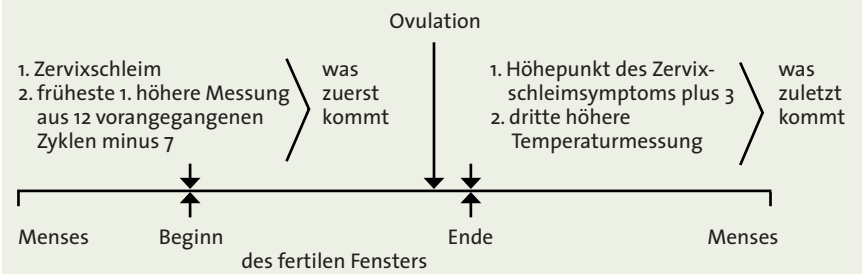 Ovulation
1. Zervixschleim
2. früheste 1. höhere Messung
aus 12 vorangegangenen
Zyklen minus 7
was
zuerst
kommt
1. Höhepunkt des Zervix-
schleimsymptoms plus 3
2. dritte höhere
Temperaturmessung
was
zuletzt
kommt
Menses
Beginn
Ende
Menses
des fertilen Fensters